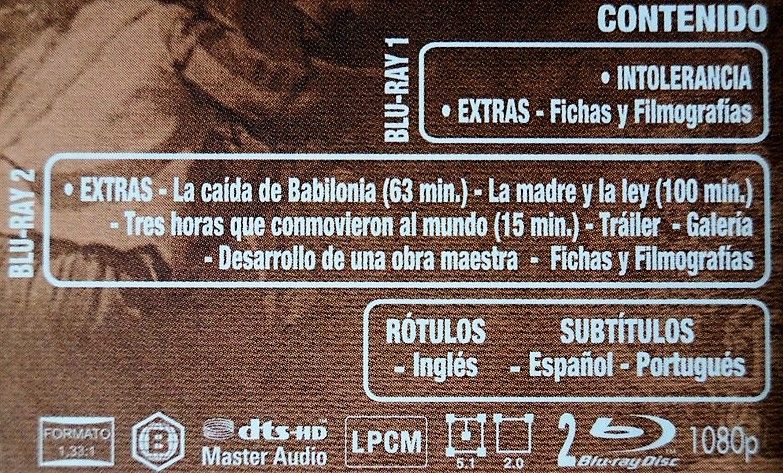 CONTENIDO
BLU-RAY 1
• INTOLERANCIA
• EXTRAS - Fichas y Filmografías
BLU-RAY 2
• EXTRAS - La caída de Babilonia (63 min.) - La madre y la ley (100 min.)
- Tres horas que conmovieron al mundo (15 min.) - Tráiler - Galería
- Desarrollo de una obra maestra - Fichas y Filmografías
RÓTULOS SUBTÍTULOS
- Inglés - Español - Portugués
FORMATO
1.33:1
B
dts-HD
Master Audio
LPCM
5.1
2.0
2
Blu-ray Disc
1080p